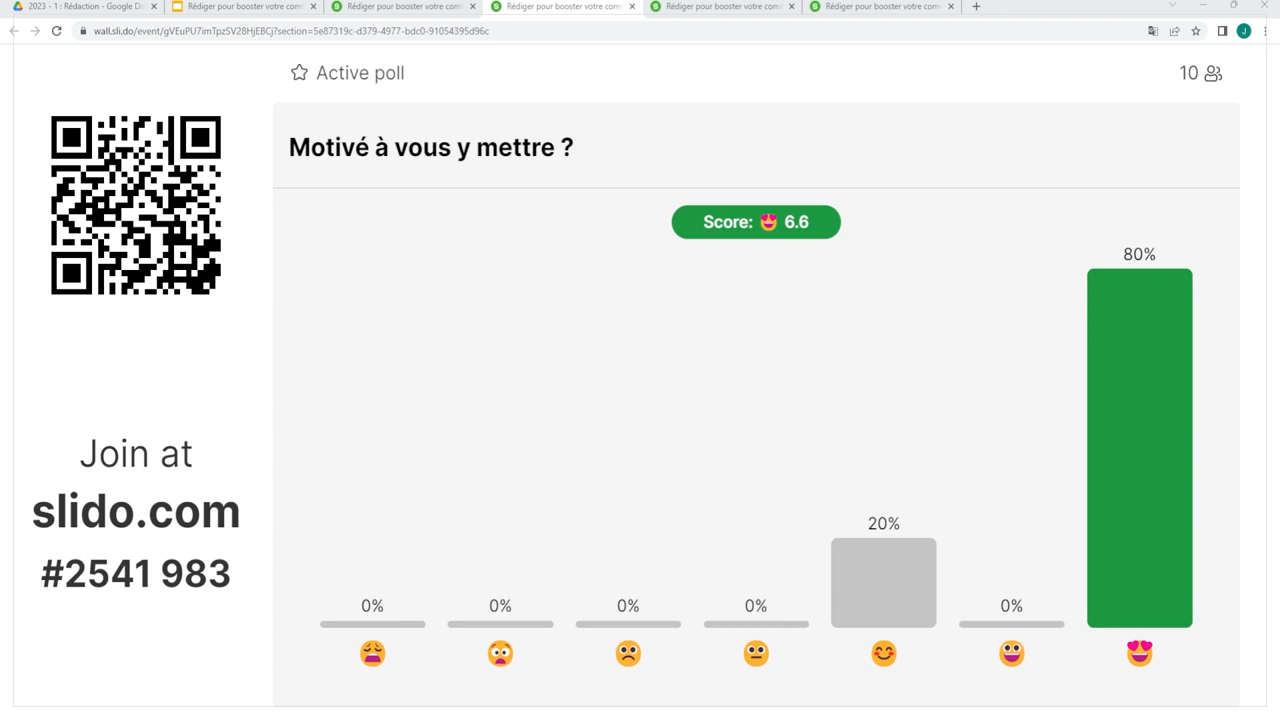 2023 - 1 : Rédaction - Google D
Rédiger pour booster votre com
Rédiger pour booster votre com
Rédiger pour booster votre com
Rédiger pour booster votre com
Rédiger pour booster votre com
wall.sli.do/event/gVEuPU7imTpzSV28HjEBCj?section=5e87319c-d379-4977-bdc0-91054395d96c
J
Active poll
10
Motivé à vous y mettre ?
Score: 😍 6.6
80%
20%
0%
0%
0%
0%
0%
Join at
slido.com
#2541 983